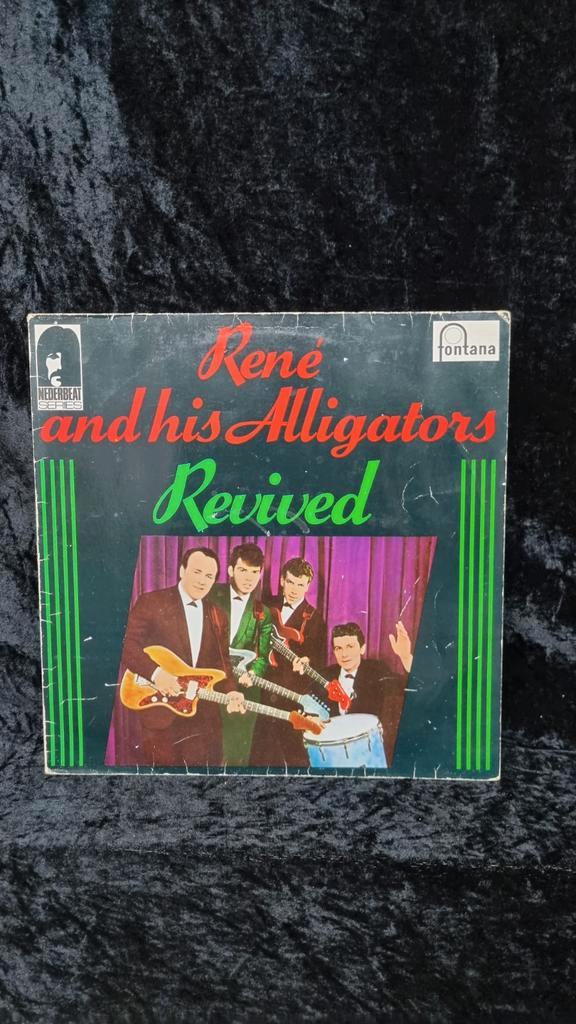 René
and his Alligators
Revived
fontana
NEDERBEAT
SERIES